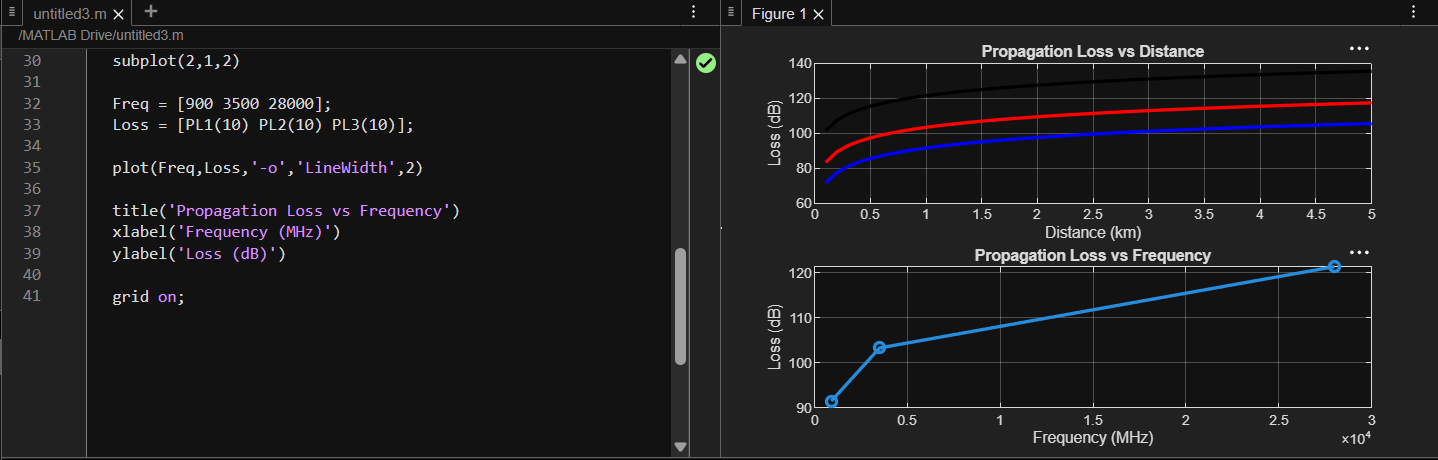 untitled3.m
/MATLAB Drive/untitled3.m
30 subplot(2,1,2)
31
32 Freq = [900 3500 28000];
33 Loss = [PL1(10) PL2(10) PL3(10)];
34
35 plot(Freq,Loss,'-o','LineWidth',2)
36
37 title('Propagation Loss vs Frequency')
38 xlabel('Frequency (MHz)')
39 ylabel('Loss (dB)')
40
41 grid on;
Figure 1
Propagation Loss vs Distance
Loss (dB)
140
120
100
80
60
0 0.5 1 1.5 2 2.5 3 3.5 4 4.5 5
Distance (km)
Propagation Loss vs Frequency
Loss (dB)
120
110
100
90
0 0.5 1 1.5 2 2.5 3
×10⁴
Frequency (MHz)